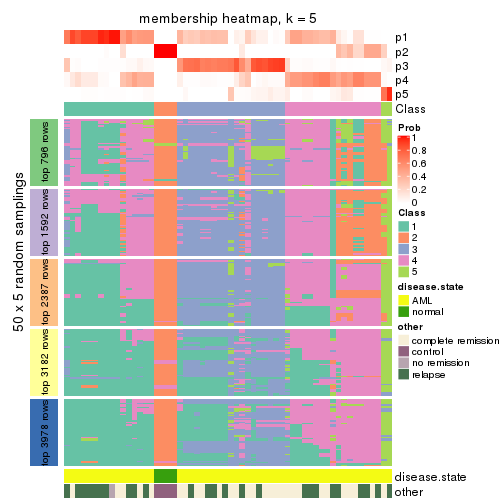 membership heatmap, k = 5
p1
p2
p3
p4
p5
Class
50 x 5 random samplings
top 796 rows
top 1592 rows
top 2387 rows
top 3182 rows
top 3978 rows
disease.state
other
Prob
1
0.8
0.6
0.4
0.2
0
Class
1
2
3
4
5
disease.state
AML
normal
other
complete remission
control
no remission
relapse